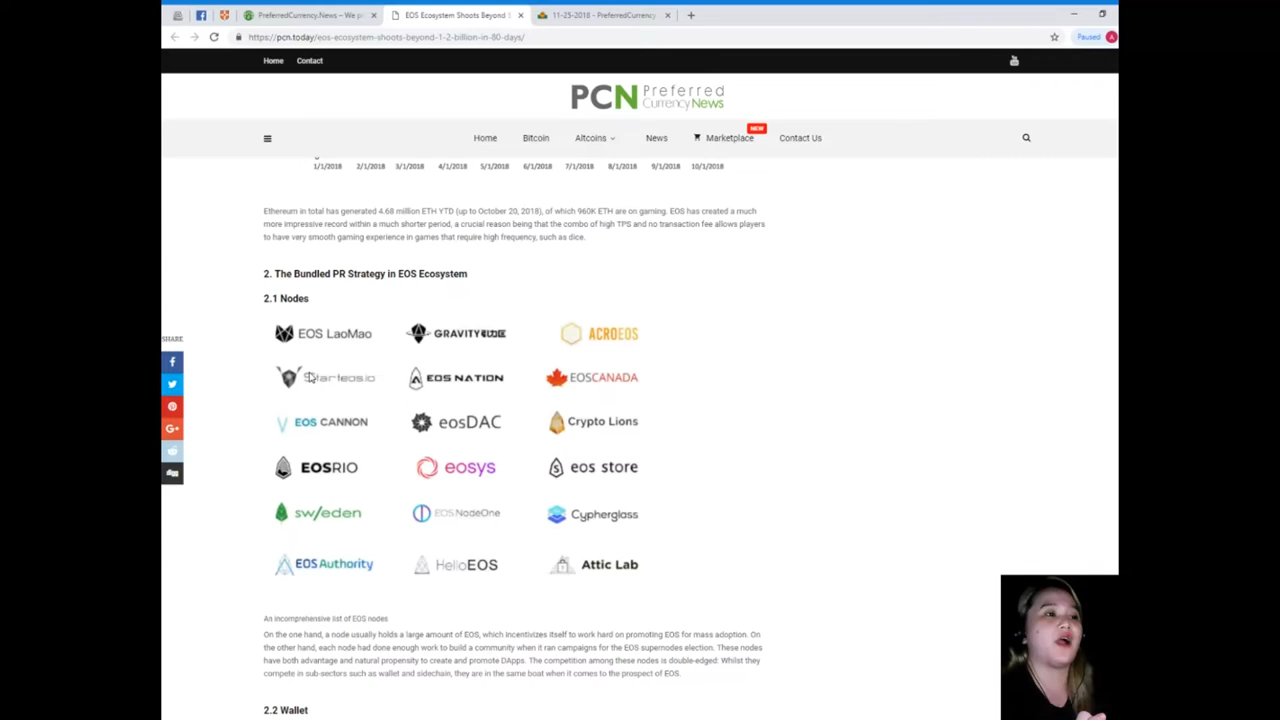 PreferredCurrency.News – We pr
EOS Ecosystem Shoots Beyond $
11-25-2018 - PreferredCurrency
https://pcn.today/eos-ecosystem-shoots-beyond-1-2-billion-in-80-days/
Paused
A
Home
Contact
PCN Preferred
Currency News
Home
Bitcoin
Altcoins
News
NEW
Marketplace
Contact Us
1/1/2018 2/1/2018 3/1/2018 4/1/2018 5/1/2018 6/1/2018 7/1/2018 8/1/2018 9/1/2018 10/1/2018
Ethereum in total has generated 4.68 million ETH YTD (up to October 20, 2018), of which 960K ETH are on gaming. EOS has created a much
more impressive record within a much shorter period, a crucial reason being that the combo of high TPS and no transaction fee allows players
to have very smooth gaming experience in games that require high frequency, such as dice.
2. The Bundled PR Strategy in EOS Ecosystem
2.1 Nodes
SHARE
EOS LaoMao
ACROEOS
Starteos.io
EOS NATION
EOSCANADA
EOS CANNON
eosDAC
Crypto Lions
EOSRIO
eosys
eos store
sw/eden
EOS NodeOne
Cypherglass
EOS Authority
HelloEOS
Attic Lab
An incomprehensive list of EOS nodes
On the one hand, a node usually holds a large amount of EOS, which incentivizes itself to work hard on promoting EOS for mass adoption. On
the other hand, each node had done enough work to build a community when it ran campaigns for the EOS supernodes election. These nodes
have both advantage and natural propensity to create and promote DApps. The competition among these nodes is double-edged: Whilst they
compete in sub-sectors such as wallet and sidechain, they are in the same boat when it comes to the prospect of EOS.
2.2 Wallet